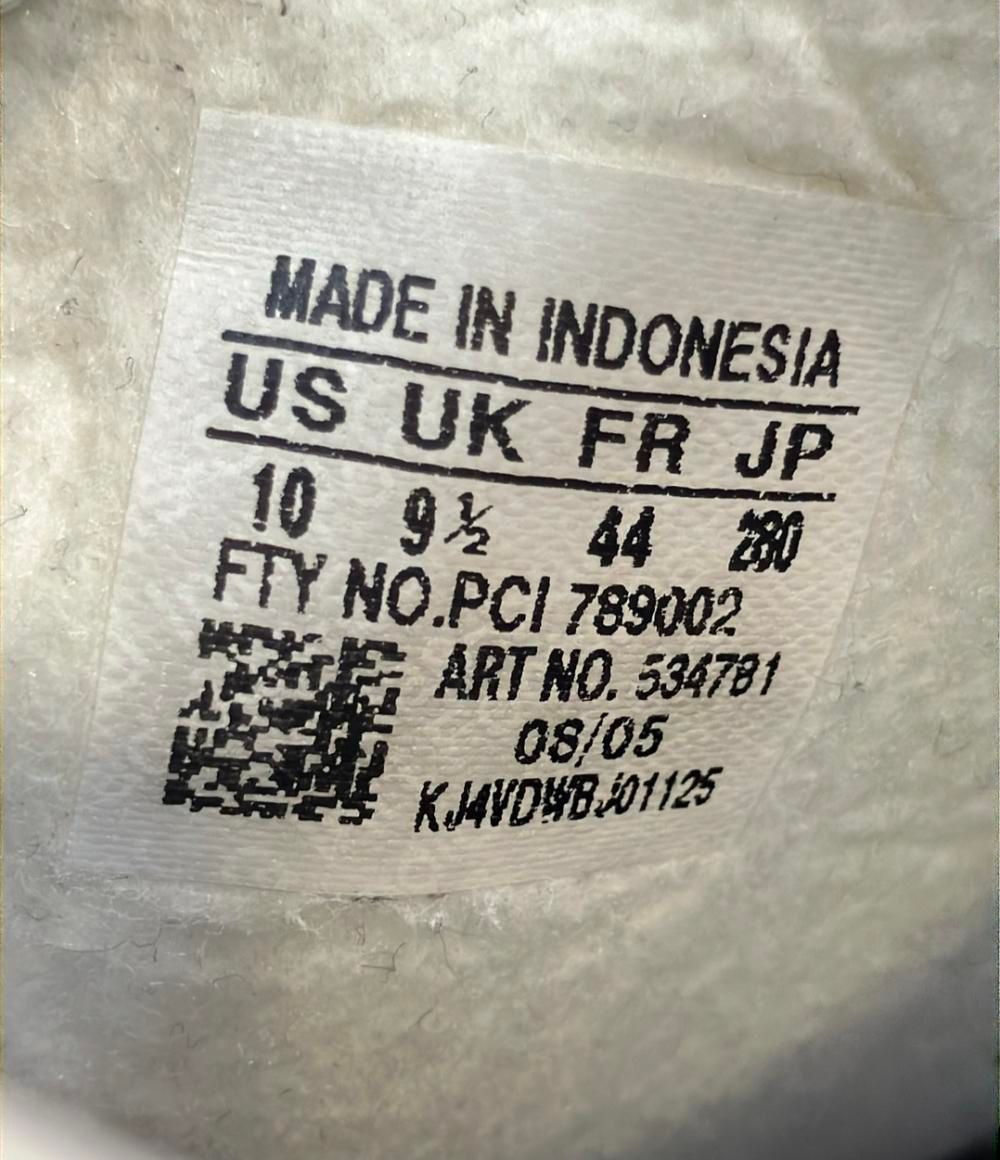 MADE IN INDONESIA
US UK FR JP
10 9½ 44 280
FTY NO.PCI 789002
ART NO. 534781
08/05
KJ4VDWBJ01125